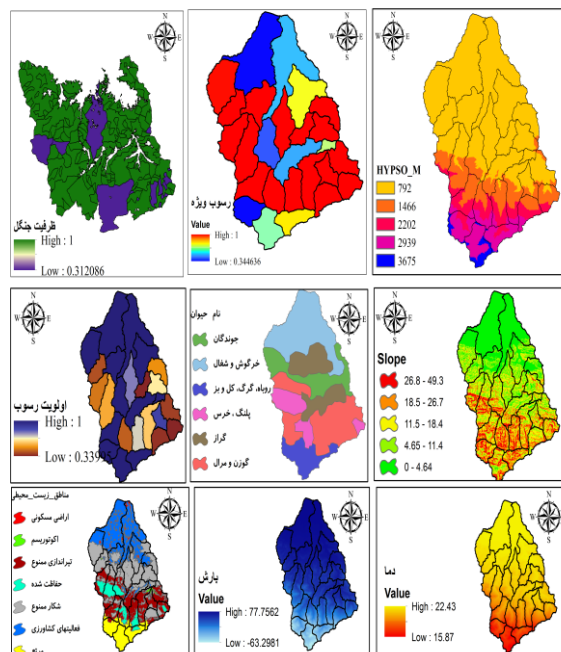 N
W E
S
ظرفیت جنگل
High : 1
Low : 0.312086
N
W E
S
رسوب ویژه
Value
High : 1
Low : 0.344636
N
W E
S
HYPSO_M
792
1466
2202
2939
3675
N
W E
S
اولویت رسوب
High : 1
Low : 0.33995
N
W E
S
نام حیوان
جوندگان
خرگوش و شغال
روباه، گرگ، کل و بز
پلنگ ، خرس
گراز
گوزن و مرال
N
W E
S
Slope
26.8 - 49.3
18.5 - 26.7
11.5 - 18.4
4.65 - 11.4
0 - 4.64
N
W E
S
مناطق_زیست_محیطی
اراضی مسکونی
اکوتوریسم
تیراندازی ممنوع
حفاظت شده
شکار ممنوع
فعالیتهای کشاورزی
N
W E
S
بارش
Value
High : 77.7562
Low : -63.2981
N
W E
S
دما
Value
High : 22.43
Low : 15.87